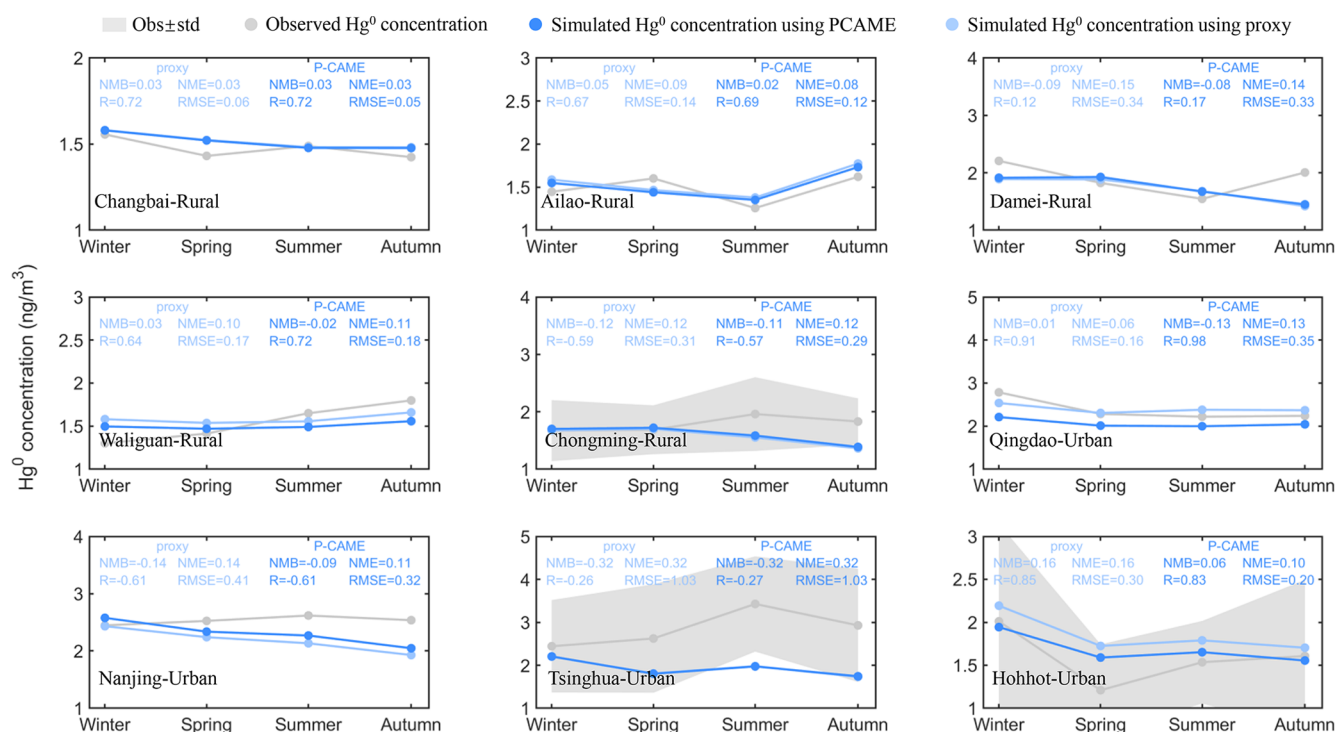 Obs±std Observed Hg⁰ concentration Simulated Hg⁰ concentration using PCAME Simulated Hg⁰ concentration using proxy
Hg⁰ concentration (ng/m³)
2
proxy P-CAME
NMB=0.03 NME=0.03 NMB=0.03 NME=0.03
R=0.72 RMSE=0.06 R=0.72 RMSE=0.05
1.5
Changbai-Rural
1
Winter Spring Summer Autumn
3
proxy P-CAME
NMB=0.05 NME=0.09 NMB=0.02 NME=0.08
2.5
R=0.67 RMSE=0.14 R=0.69 RMSE=0.12
2
1.5
Ailao-Rural
1
Winter Spring Summer Autumn
4
proxy P-CAME
NMB=-0.09 NME=0.15 NMB=-0.08 NME=0.14
R=0.12 RMSE=0.34 R=0.17 RMSE=0.33
3
2
Damei-Rural
1
Winter Spring Summer Autumn
3
proxy P-CAME
NMB=0.03 NME=0.10 NMB=-0.02 NME=0.11
2.5
R=0.64 RMSE=0.17 R=0.72 RMSE=0.18
2
1.5
Waliguan-Rural
1
Winter Spring Summer Autumn
4
proxy P-CAME
NMB=-0.12 NME=0.12 NMB=-0.11 NME=0.12
R=-0.59 RMSE=0.31 R=-0.57 RMSE=0.29
3
2
Chongming-Rural
1
Winter Spring Summer Autumn
5
proxy P-CAME
NMB=0.01 NME=0.06 NMB=-0.13 NME=0.13
R=0.91 RMSE=0.16 R=0.98 RMSE=0.35
4
3
2
Qingdao-Urban
1
Winter Spring Summer Autumn
4
proxy P-CAME
NMB=-0.14 NME=0.14 NMB=-0.09 NME=0.11
R=-0.61 RMSE=0.41 R=-0.61 RMSE=0.32
3
2
Nanjing-Urban
1
Winter Spring Summer Autumn
5
proxy P-CAME
NMB=-0.32 NME=0.32 NMB=-0.32 NME=0.32
R=-0.26 RMSE=1.03 R=-0.27 RMSE=1.03
4
3
2
Tsinghua-Urban
1
Winter Spring Summer Autumn
3
proxy P-CAME
NMB=0.16 NME=0.16 NMB=0.06 NME=0.10
2.5
R=0.85 RMSE=0.30 R=0.83 RMSE=0.20
2
1.5
Hohhot-Urban
1
Winter Spring Summer Autumn